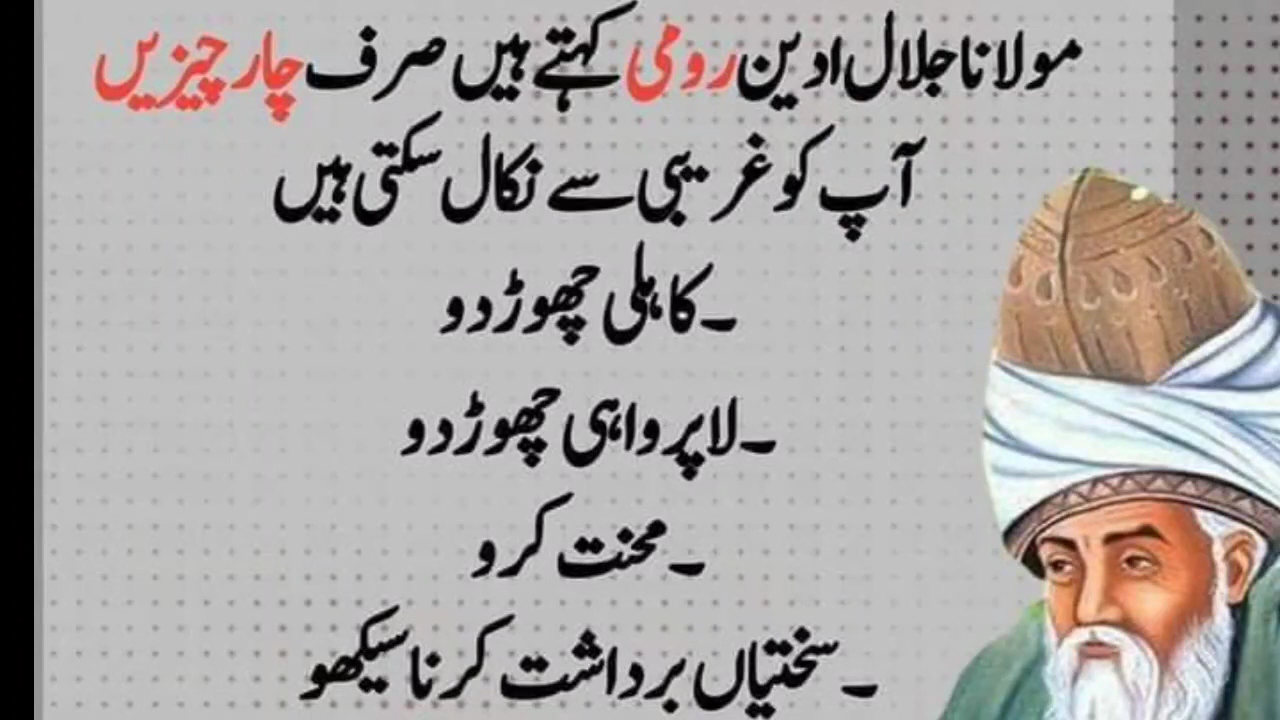 مولانا جلال ادین رومی کہتے ہیں صرف چار چیزیں
آپ کو غریبی سے نکال سکتی ہیں
۔کاہلی چھوڑ دو
۔لاپرواہی چھوڑ دو
۔محنت کرو
۔سختیاں برداشت کرنا سیکھو